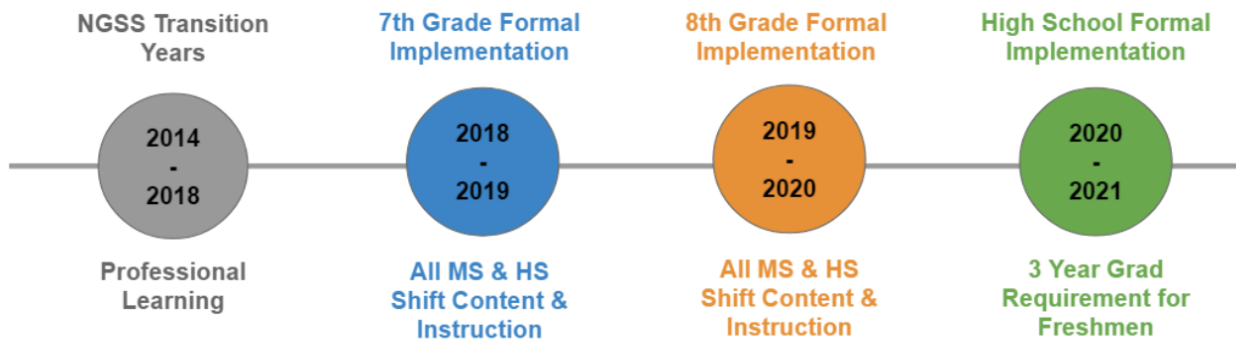 NGSS Transition
Years
7th Grade Formal
Implementation
8th Grade Formal
Implementation
High School Formal
Implementation
2014
-
2018
2018
-
2019
2019
-
2020
2020
-
2021
Professional
Learning
All MS & HS
Shift Content &
Instruction
All MS & HS
Shift Content &
Instruction
3 Year Grad
Requirement for
Freshmen